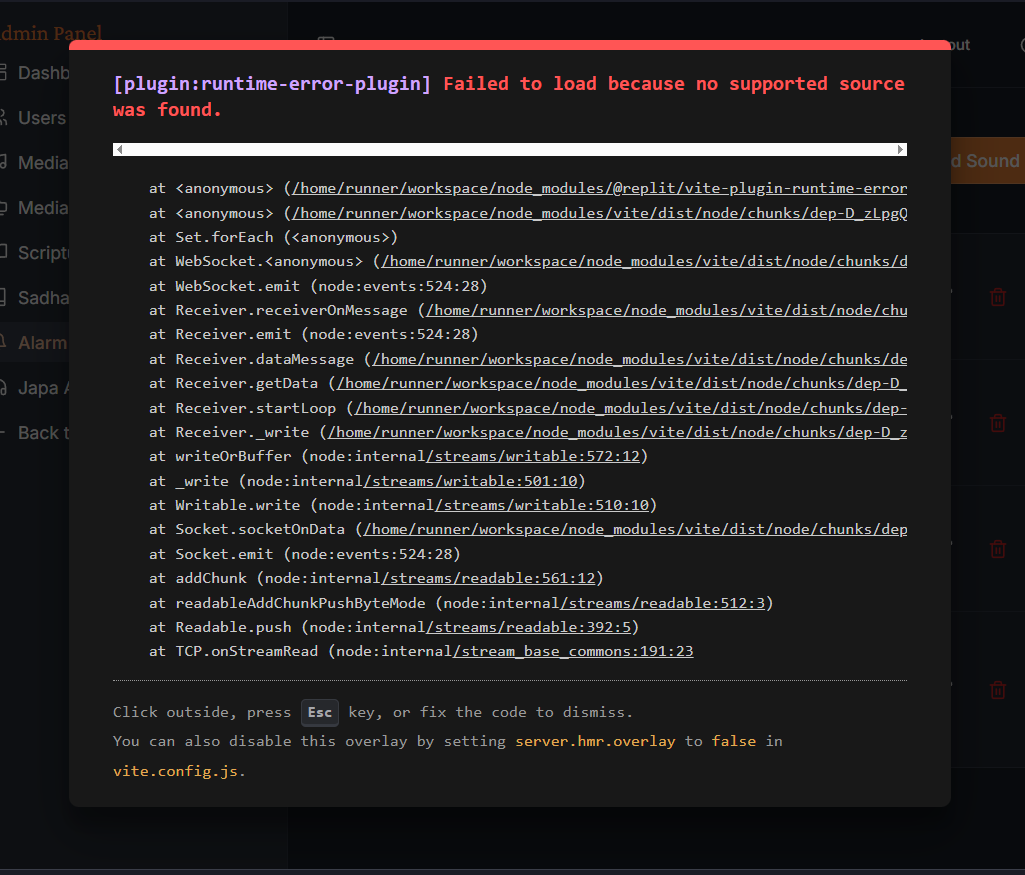 dmin Panel
out
Dashb
Users
Media
Media
Script
Sadha
Alarm
Japa A
Back t
d Sound
[plugin:runtime-error-plugin] Failed to load because no supported source
was found.
at <anonymous> (/home/runner/workspace/node_modules/@replit/vite-plugin-runtime-error
at <anonymous> (/home/runner/workspace/node_modules/vite/dist/node/chunks/dep-D_zLpgQ
at Set.forEach (<anonymous>)
at WebSocket.<anonymous> (/home/runner/workspace/node_modules/vite/dist/node/chunks/d
at WebSocket.emit (node:events:524:28)
at Receiver.receiverOnMessage (/home/runner/workspace/node_modules/vite/dist/node/chu
at Receiver.emit (node:events:524:28)
at Receiver.dataMessage (/home/runner/workspace/node_modules/vite/dist/node/chunks/de
at Receiver.getData (/home/runner/workspace/node_modules/vite/dist/node/chunks/dep-D_
at Receiver.startLoop (/home/runner/workspace/node_modules/vite/dist/node/chunks/dep-
at Receiver._write (/home/runner/workspace/node_modules/vite/dist/node/chunks/dep-D_z
at writeOrBuffer (node:internal/streams/writable:572:12)
at _write (node:internal/streams/writable:501:10)
at Writable.write (node:internal/streams/writable:510:10)
at Socket.socketOnData (/home/runner/workspace/node_modules/vite/dist/node/chunks/dep
at Socket.emit (node:events:524:28)
at addChunk (node:internal/streams/readable:561:12)
at readableAddChunkPushByteMode (node:internal/streams/readable:512:3)
at Readable.push (node:internal/streams/readable:392:5)
at TCP.onStreamRead (node:internal/stream_base_commons:191:23
Click outside, press Esc key, or fix the code to dismiss.
You can also disable this overlay by setting server.hmr.overlay to false in
vite.config.js.